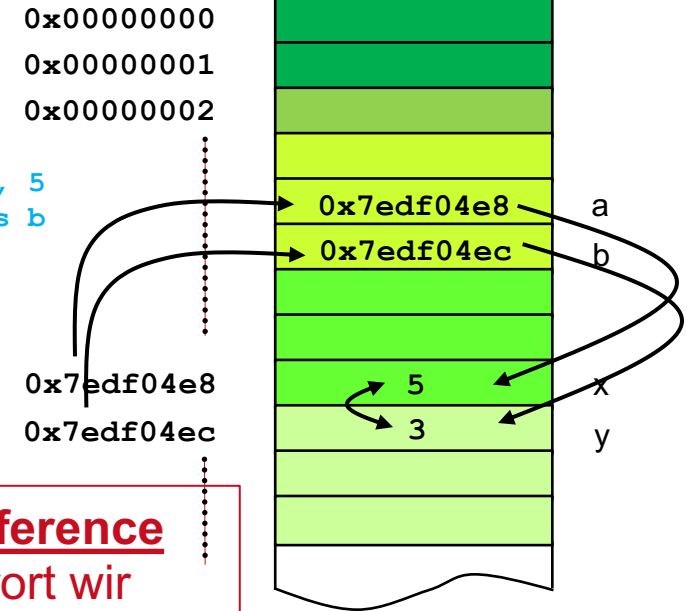 0x00000000
0x00000001
0x00000002
, 5
s b
0x7edf04e8 a
0x7edf04ec b
0x7edf04e8 5 x
0x7edf04ec 3 y
ference
ort wir